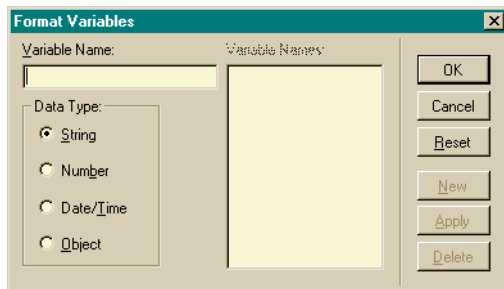 Format Variables
Variable Name:
Variable Names:
Data Type:
String
Number
Date/Time
Object
OK
Cancel
Reset
New
Apply
Delete